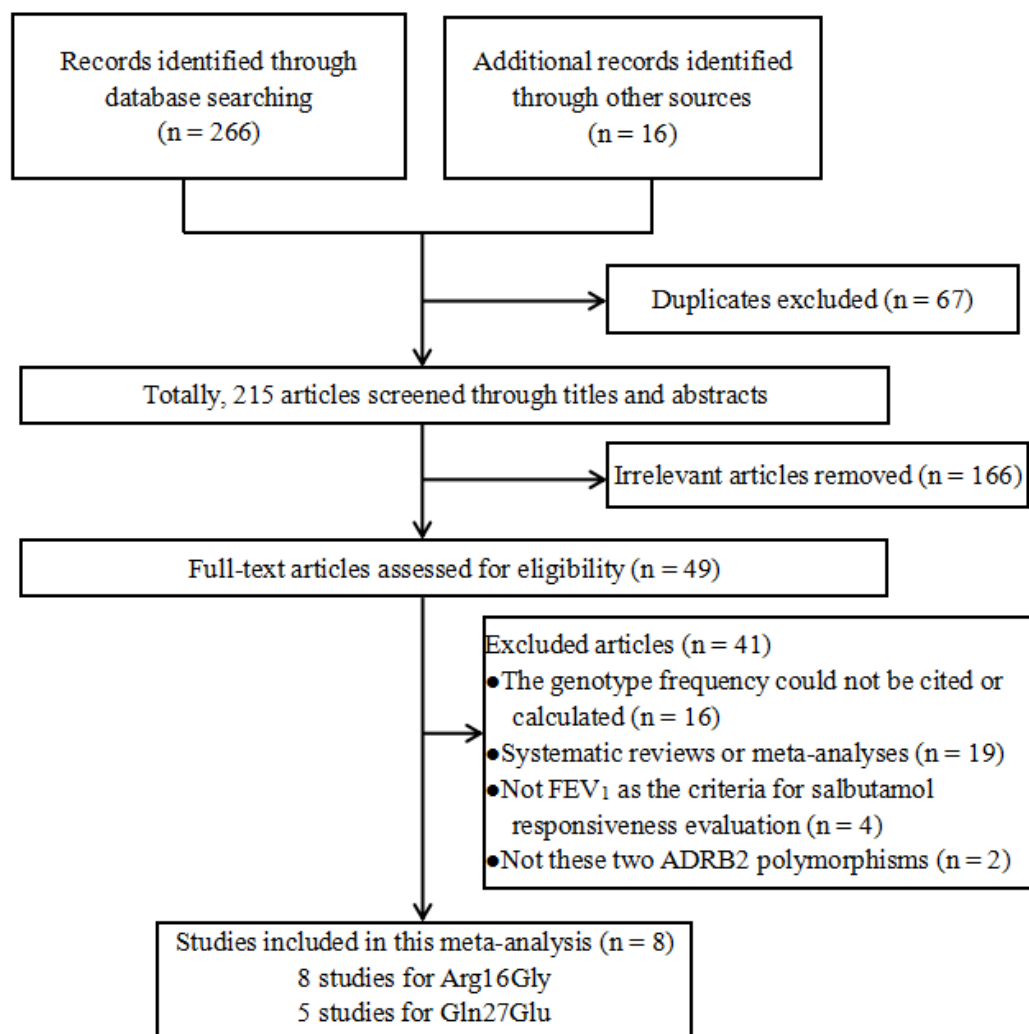 Records identified through
database searching
(n = 266)
Additional records identified
through other sources
(n = 16)
Duplicates excluded (n = 67)
Totally, 215 articles screened through titles and abstracts
Irrelevant articles removed (n = 166)
Full-text articles assessed for eligibility (n = 49)
Excluded articles (n = 41)
●The genotype frequency could not be cited or
calculated (n = 16)
●Systematic reviews or meta-analyses (n = 19)
●Not FEV₁ as the criteria for salbutamol
responsiveness evaluation (n = 4)
●Not these two ADRB2 polymorphisms (n = 2)
Studies included in this meta-analysis (n = 8)
8 studies for Arg16Gly
5 studies for Gln27Glu